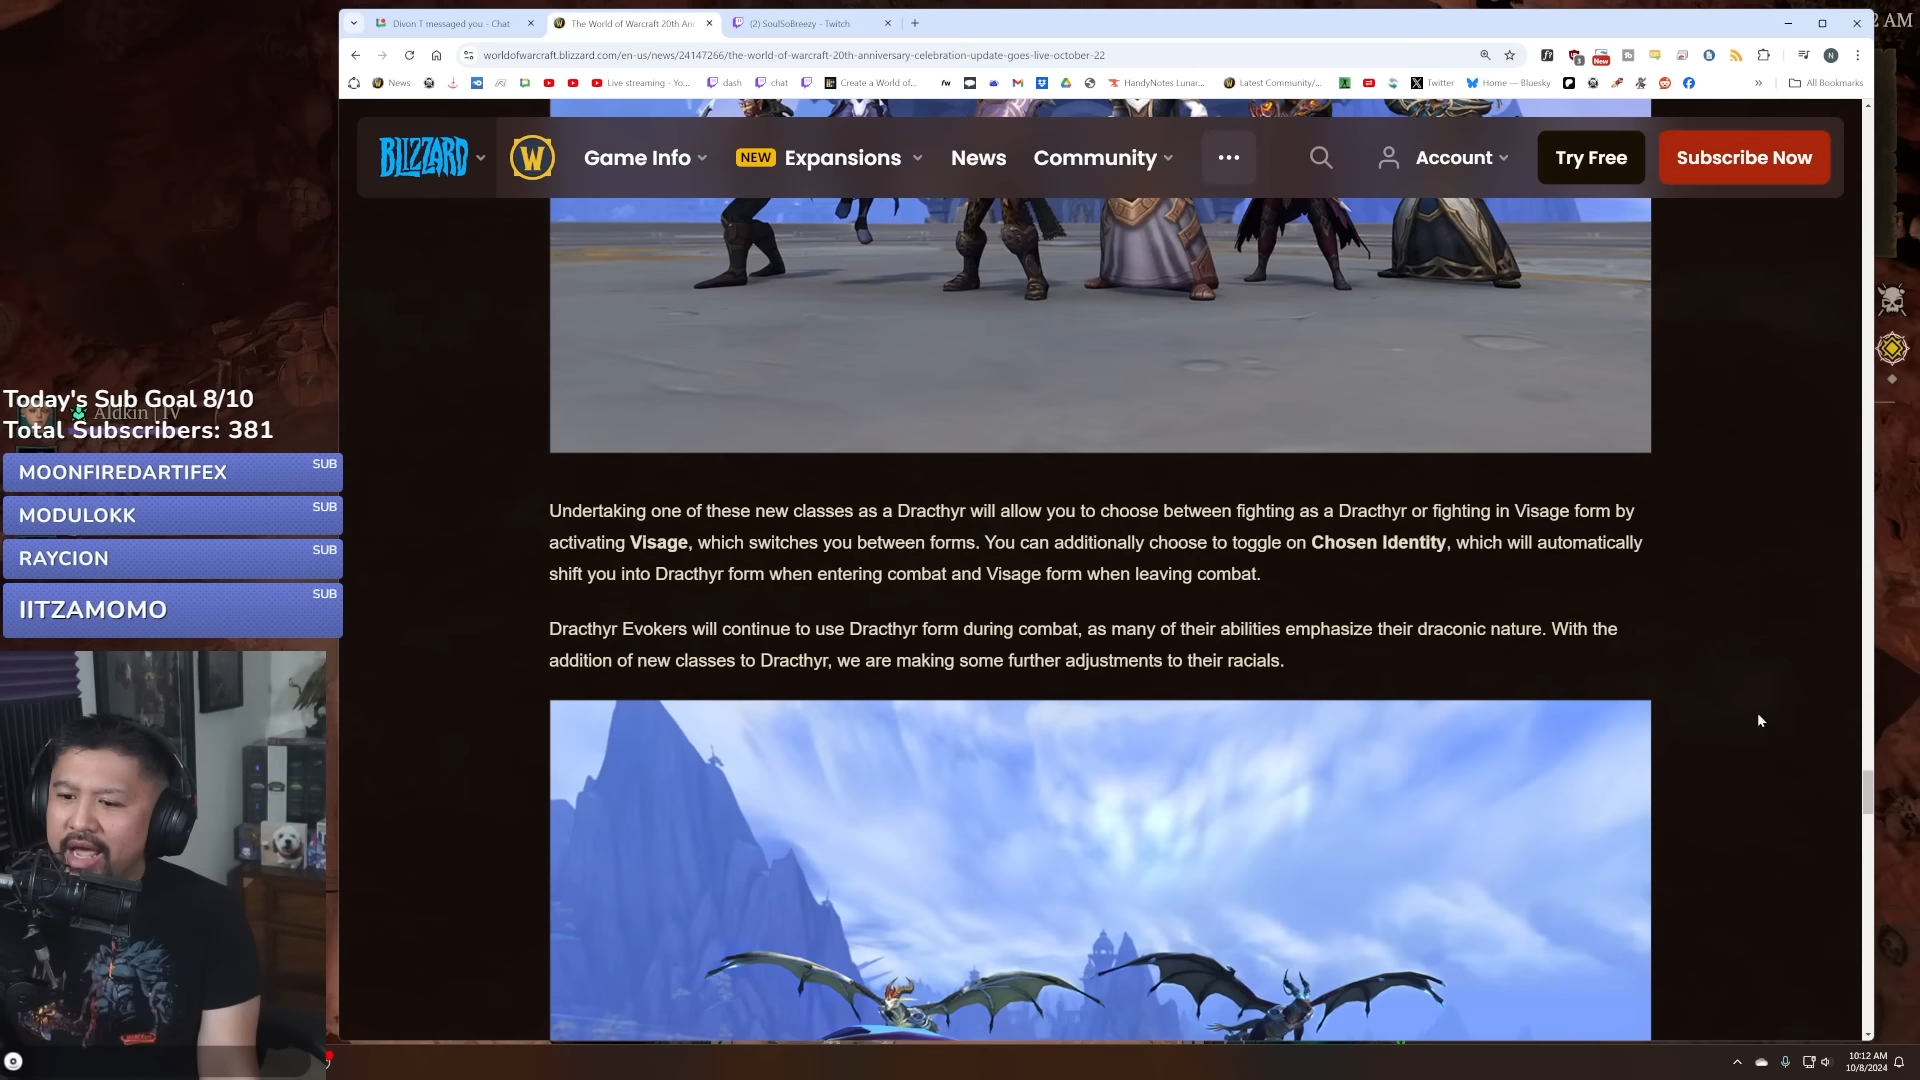 Divon T messaged you - Chat
The World of Warcraft 20th An
(2) SoulSoBreezy - Twitch
2 AM
worldofwarcraft.blizzard.com/en-us/news/24147266/the-world-of-warcraft-20th-anniversary-celebration-update-goes-live-october-22
New
3
N
News
Live streaming - Yo...
dash
chat
Create a World of...
fw
HandyNotes Lunar...
Latest Community/...
Twitter
Home — Bluesky
»
All Bookmarks
BLIZZARD
W
Game Info
NEW
Expansions
News
Community
Account
Try Free
Subscribe Now
Today's Sub Goal 8/10
Aldkin | IV
Total Subscribers: 381
MOONFIREDARTIFEX SUB
MODULOKK SUB
RAYCION SUB
IITZAMOMO SUB
Undertaking one of these new classes as a Dracthyr will allow you to choose between fighting as a Dracthyr or fighting in Visage form by
activating Visage, which switches you between forms. You can additionally choose to toggle on Chosen Identity, which will automatically
shift you into Dracthyr form when entering combat and Visage form when leaving combat.
Dracthyr Evokers will continue to use Dracthyr form during combat, as many of their abilities emphasize their draconic nature. With the
addition of new classes to Dracthyr, we are making some further adjustments to their racials.
10:12 AM
10/8/2024